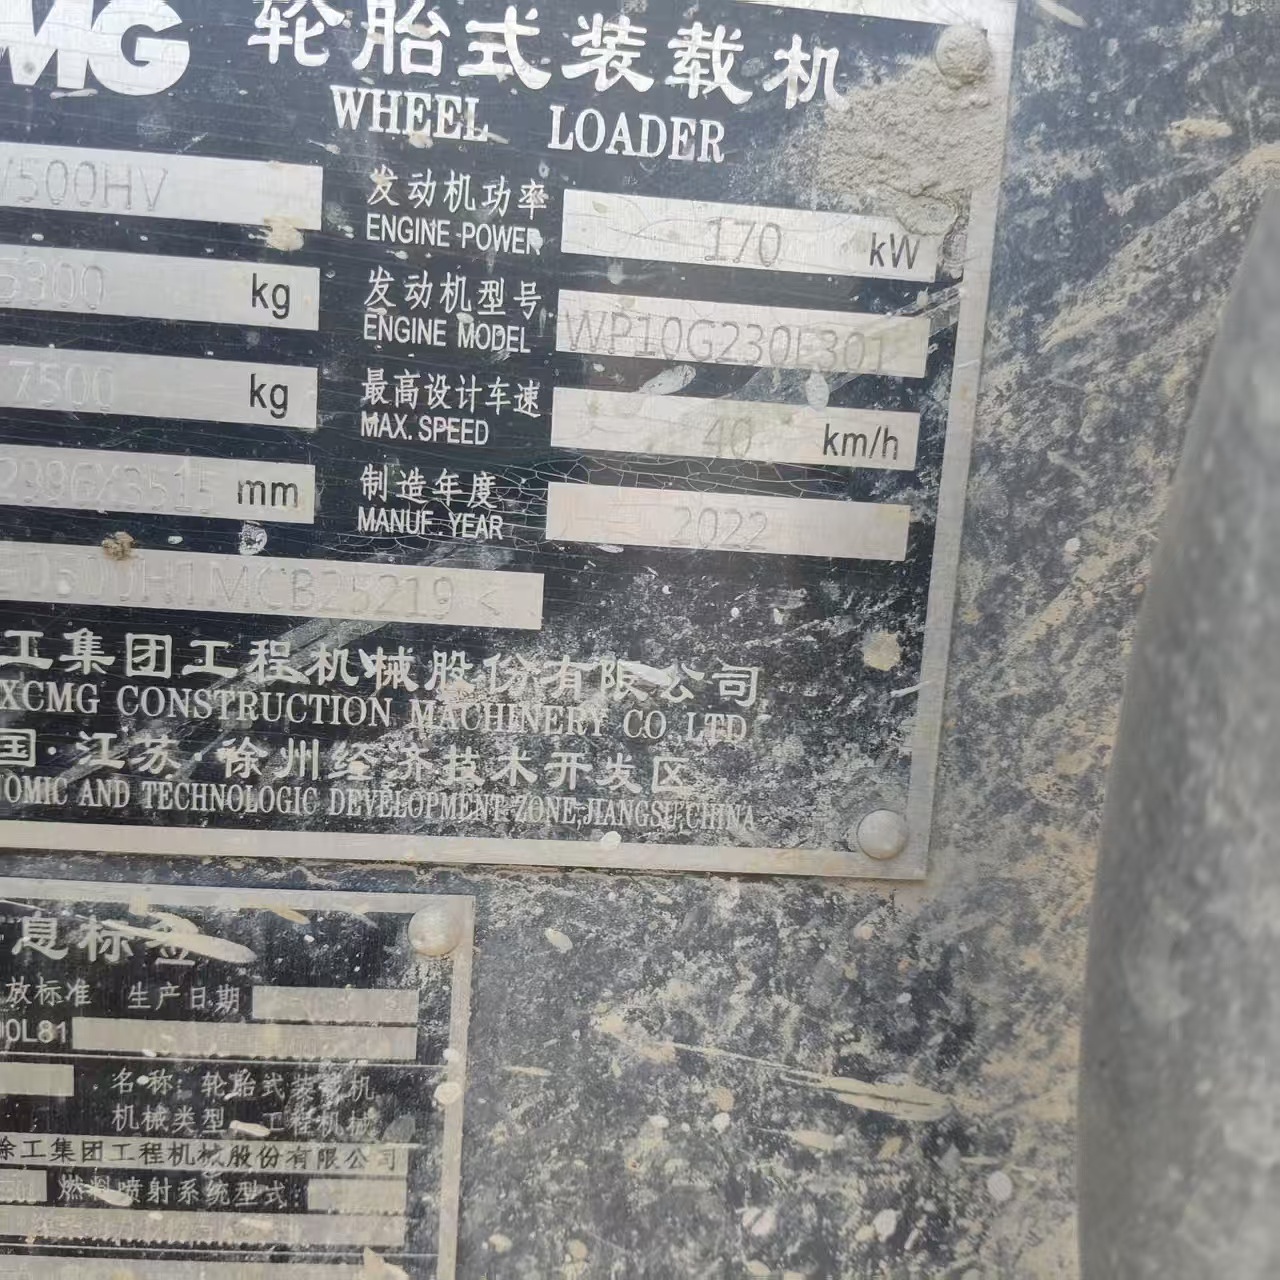 MG 轮胎式装载机
WHEEL LOADER
500HV 发动机功率 170 kW
ENGINE POWER
5300 kg 发动机型号 WP10G230E301
ENGINE MODEL
7500 kg 最高设计车速 40 km/h
MAX. SPEED
2996X3515 mm 制造年度 2022
MANUF. YEAR
0500H1MCB25219<
工集团工程机械股份有限公司
XCMG CONSTRUCTION MACHINERY CO.,LTD
国·江苏·徐州经济技术开发区
OMIC AND TECHNOLOGIC DEVELOPMENT ZONE,JIANGSU,CHINA
息标签
放标准 生产日期
0L81
名称: 轮胎式装载机
机械类型 工程机械
徐工集团工程机械股份有限公司
燃料喷射系统型式: